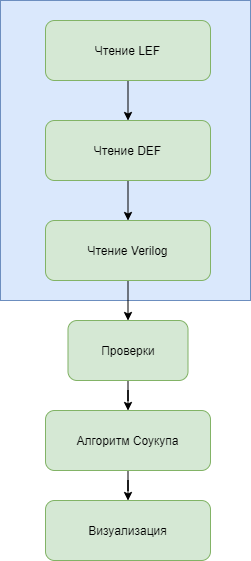 Чтение LEF
Чтение DEF
Чтение Verilog
Проверки
Алгоритм Соукупа
Визуализация